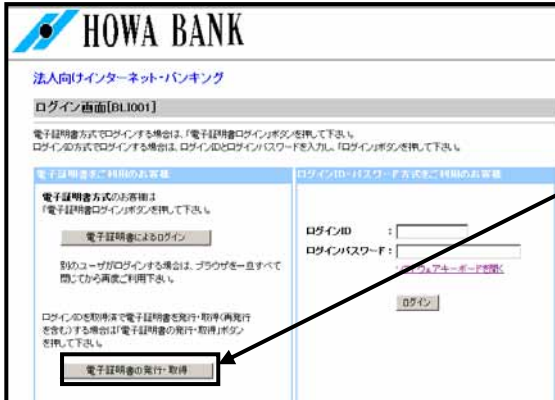 HOWA BANK
法人向けインターネット・バンキング
ログイン画面[BLI001]
電子証明書方式でログインする場合は、「電子証明書ログイン」ボタンを押して下さい。
ログインID方式でログインする場合は、ログインIDとログインパスワードを入力し、「ログイン」ボタンを押して下さい。
電子証明書をご利用のお客様
電子証明書方式のお客様は
「電子証明書ログイン」ボタンを押して下さい。
電子証明書によるログイン
別のユーザがログインする場合は、ブラウザを一旦すべて
閉じてから再度ご利用下さい。
ログインIDを取得済で電子証明書を発行・取得(再発行
を含む)する場合は「電子証明書の発行・取得」ボタン
を押して下さい。
電子証明書の発行・取得
ログインID・パスワード方式をご利用のお客様
ログインID :
ログインパスワード:
ソフトウェアキーボードを開く
ログイン